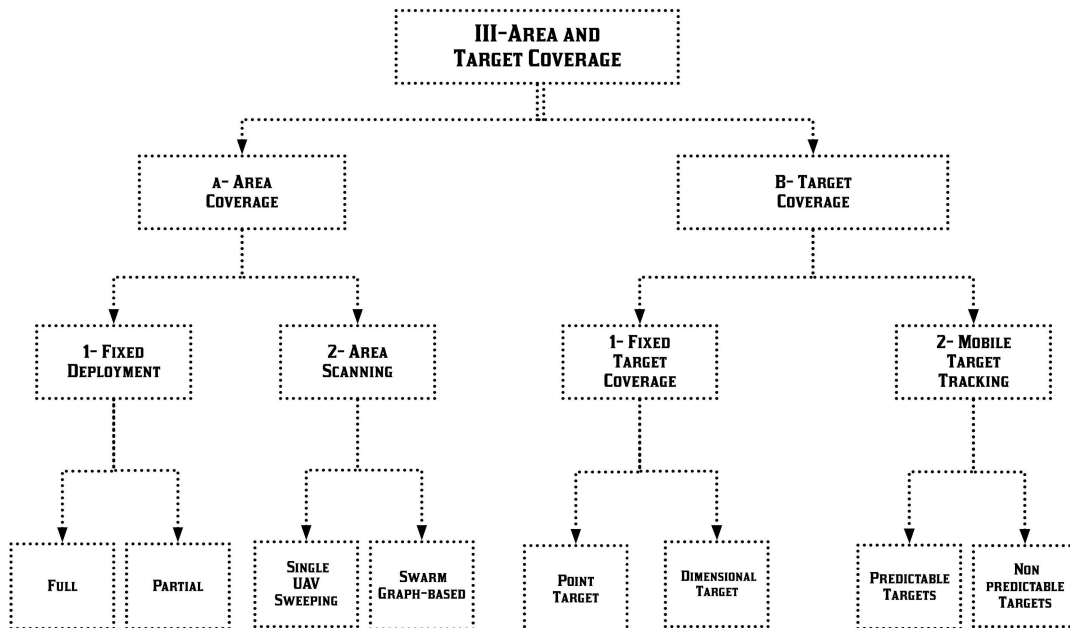 III-Area and
Target Coverage
a- Area
Coverage
B- Target
Coverage
1- Fixed
Deployment
2- Area
Scanning
1- Fixed
Target
Coverage
2- Mobile
Target
Tracking
Full
Partial
Single
UAV
Sweeping
Swarm
Graph-based
Point
Target
Dimensional
Target
Predictable
Targets
Non
predictable
Targets